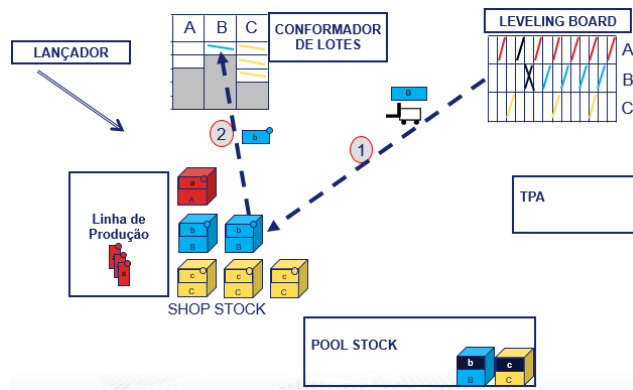 LANÇADOR
A B C
CONFORMADOR
DE LOTES
LEVELING BOARD
A
B
C
B
2
b
1
a
A
Linha de
Produção
a
b
B
b
B
c
C
c
C
c
C
SHOP STOCK
TPA
POOL STOCK
b
B
c
C